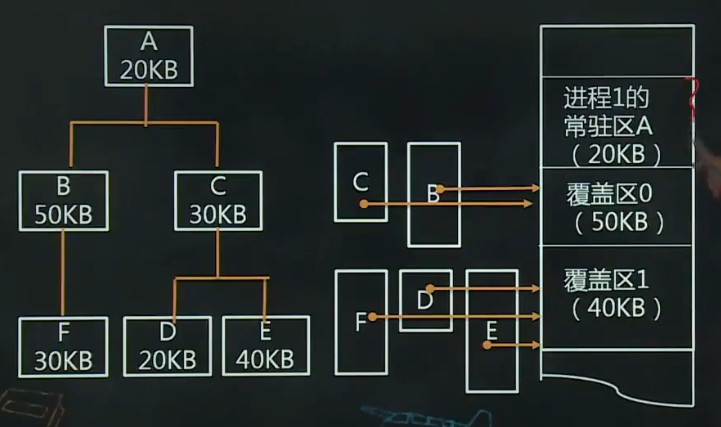 A
20KB
B
50KB
C
30KB
F
30KB
D
20KB
E
40KB
C
B
F
D
E
进程1的
常驻区A
（20KB）
覆盖区0
（50KB）
覆盖区1
（40KB）